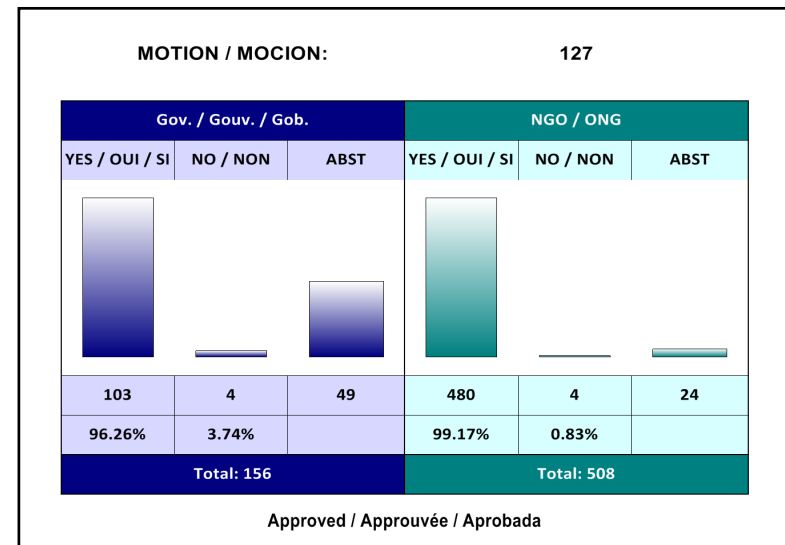 MOTION / MOCION: 127
Gov. / Gouv. / Gob. NGO / ONG
YES / OUI / SI NO / NON ABST YES / OUI / SI NO / NON ABST
103 4 49 480 4 24
96.26% 3.74% 99.17% 0.83%
Total: 156 Total: 508
Approved / Approuvée / Aprobada